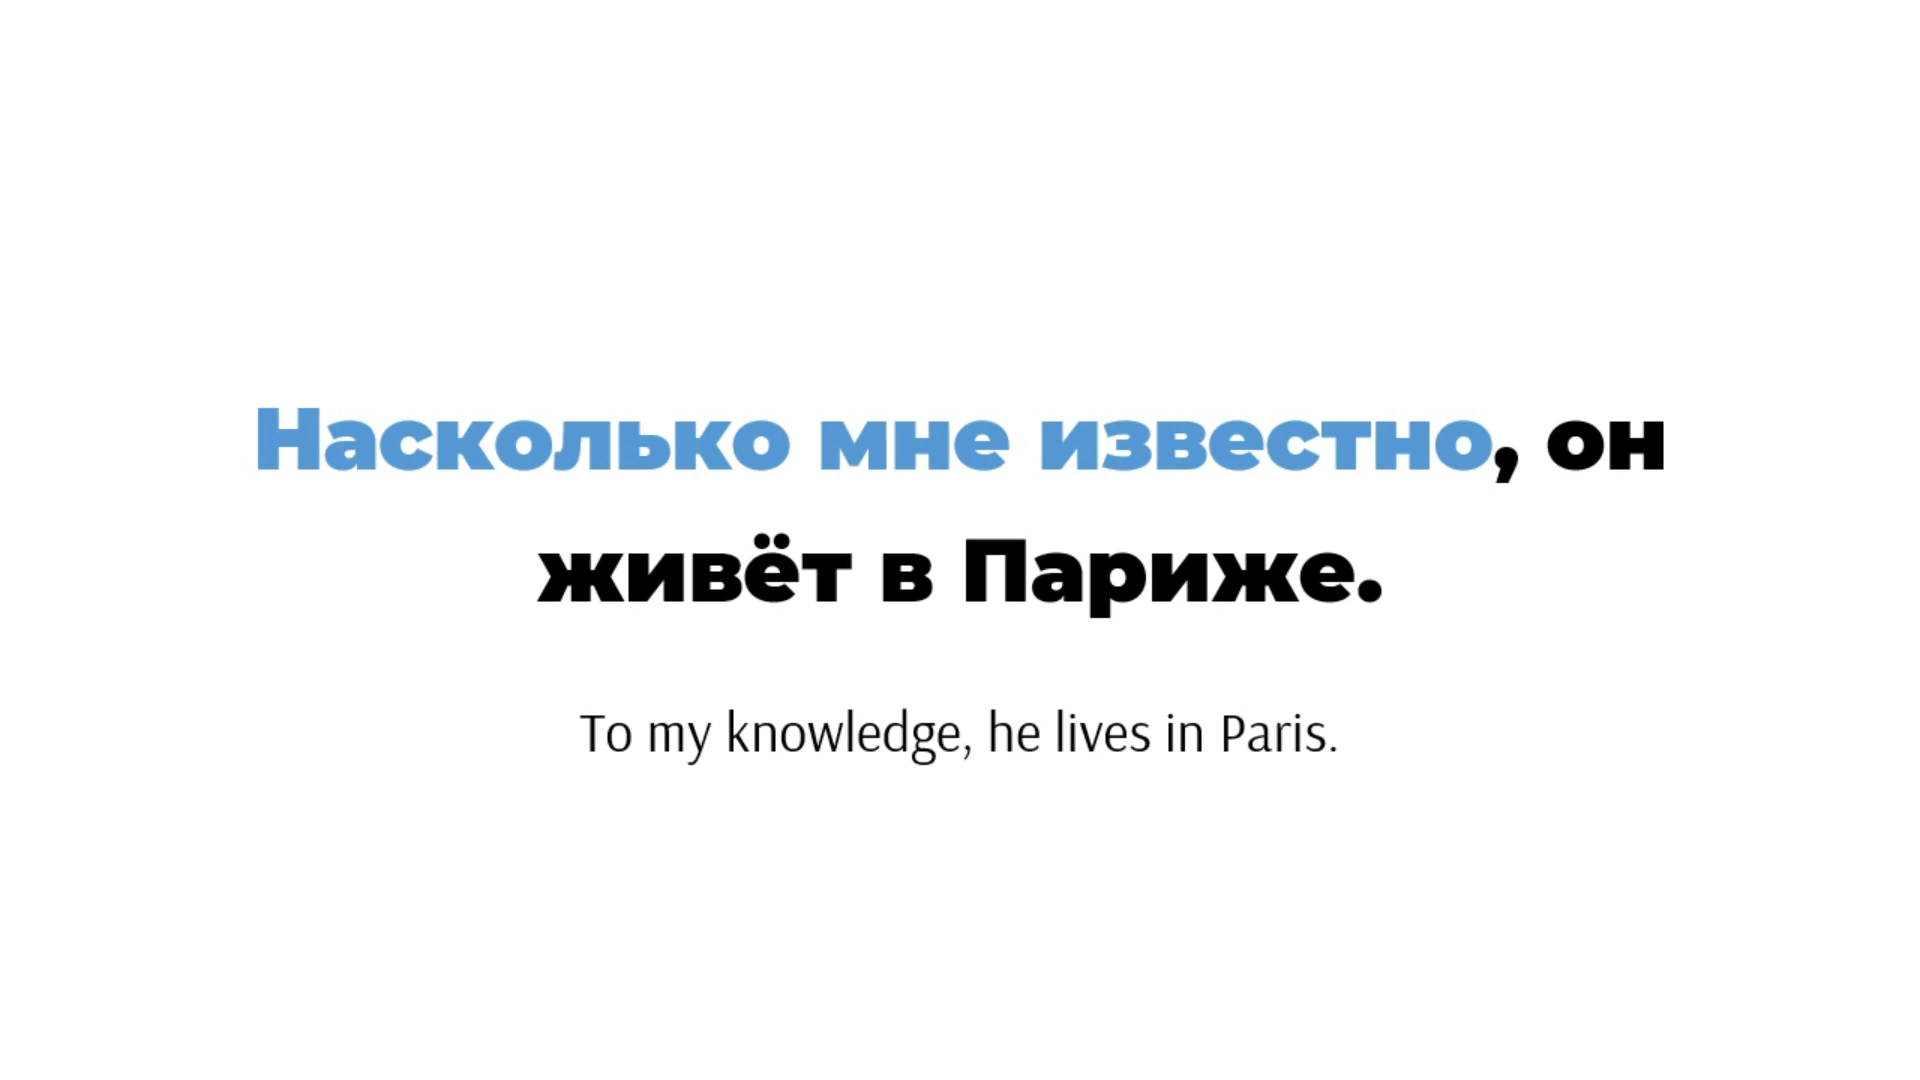 Насколько мне известно, он
живёт в Париже.
To my knowledge, he lives in Paris.